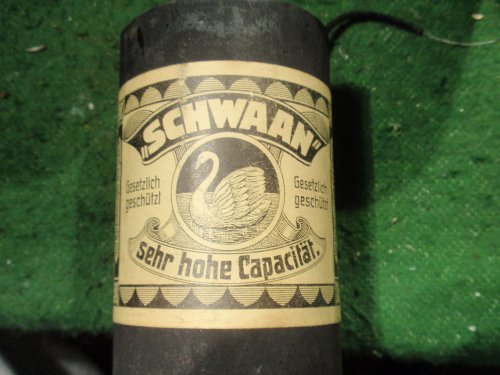 „SCHWAAN"
Gesetzlich
geschützt
Gesetzlich
geschützt
sehr hohe Capacität.